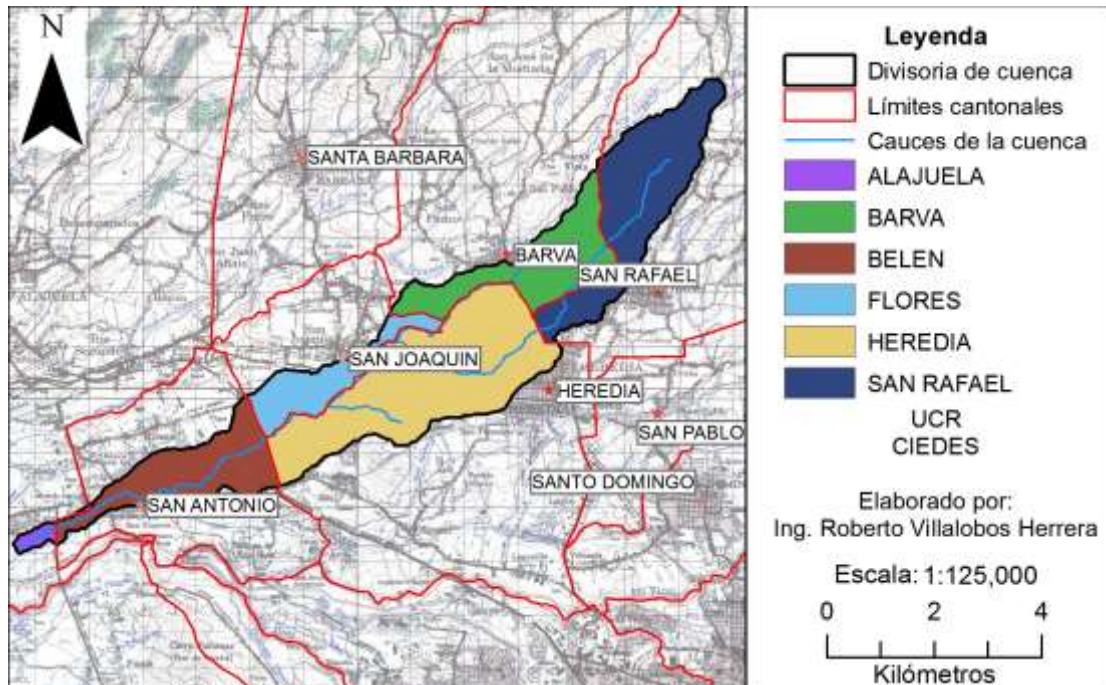 N
SANTA BARBARA
BARVA
SAN RAFAEL
SAN JOAQUIN
HEREDIA
SAN PABLO
SANTO DOMINGO
SAN ANTONIO
ALAJUELA
Leyenda
Divisoria de cuenca
Límites cantonales
Cauces de la cuenca
ALAJUELA
BARVA
BELEN
FLORES
HEREDIA
SAN RAFAEL
UCR
CIEDES
Elaborado por:
Ing. Roberto Villalobos Herrera
Escala: 1:125,000
0 2 4
Kilómetros